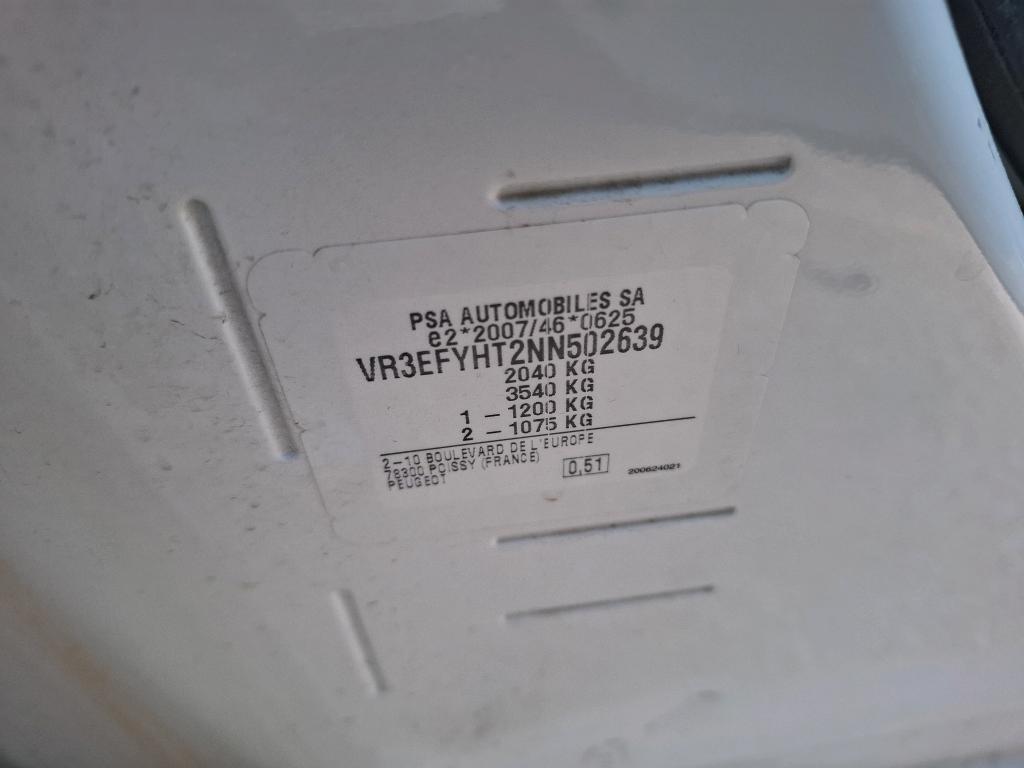 PSA AUTOMOBILES SA
e2*2007/46*0625
VR3EFYHT2NN502639
2040 KG
3540 KG
1 - 1200 KG
2 - 1075 KG
2-10 BOULEVARD DE L'EUROPE
78300 POISSY (FRANCE)
PEUGEOT
0,51
200624021